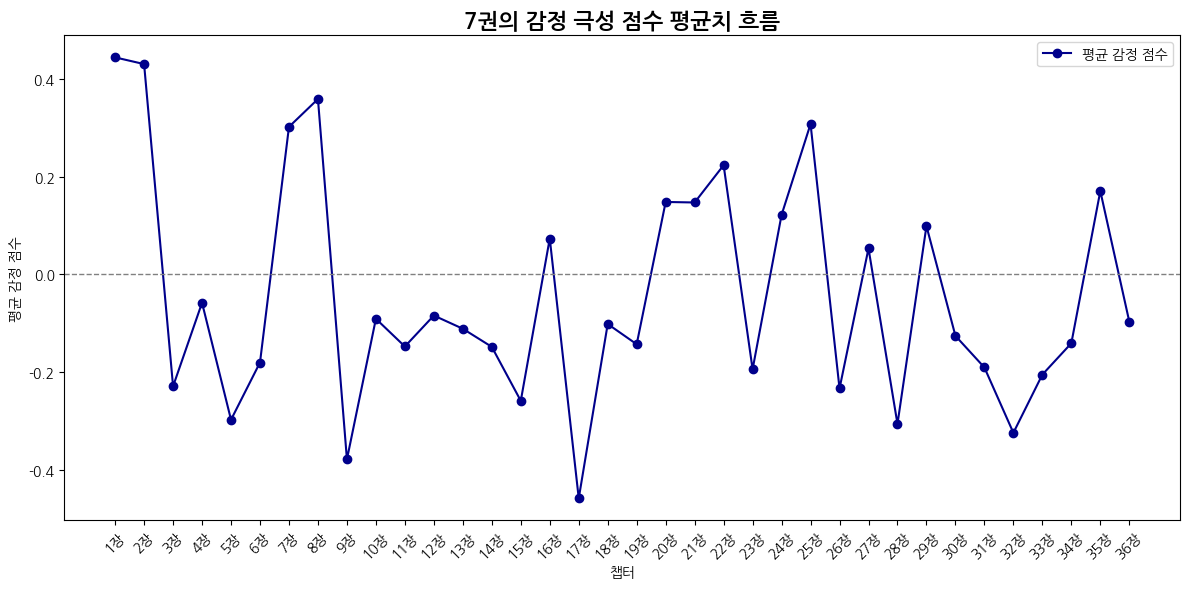 7권의 감정 극성 점수 평균치 흐름
평균 감정 점수
평균 감정 점수
0.4
0.2
0.0
-0.2
-0.4
1장 2장 3장 4장 5장 6장 7장 8장 9장 10장 11장 12장 13장 14장 15장 16장 17장 18장 19장 20장 21장 22장 23장 24장 25장 26장 27장 28장 29장 30장 31장 32장 33장 34장 35장 36장
챕터